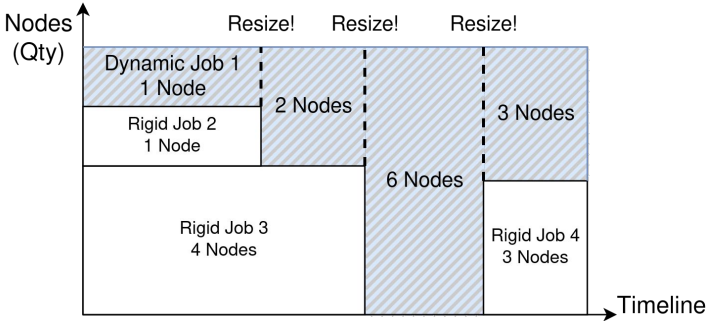 Nodes
(Qty)
Resize!
Resize!
Resize!
Dynamic Job 1
1 Node
Rigid Job 2
1 Node
2 Nodes
3 Nodes
6 Nodes
Rigid Job 3
4 Nodes
Rigid Job 4
3 Nodes
Timeline